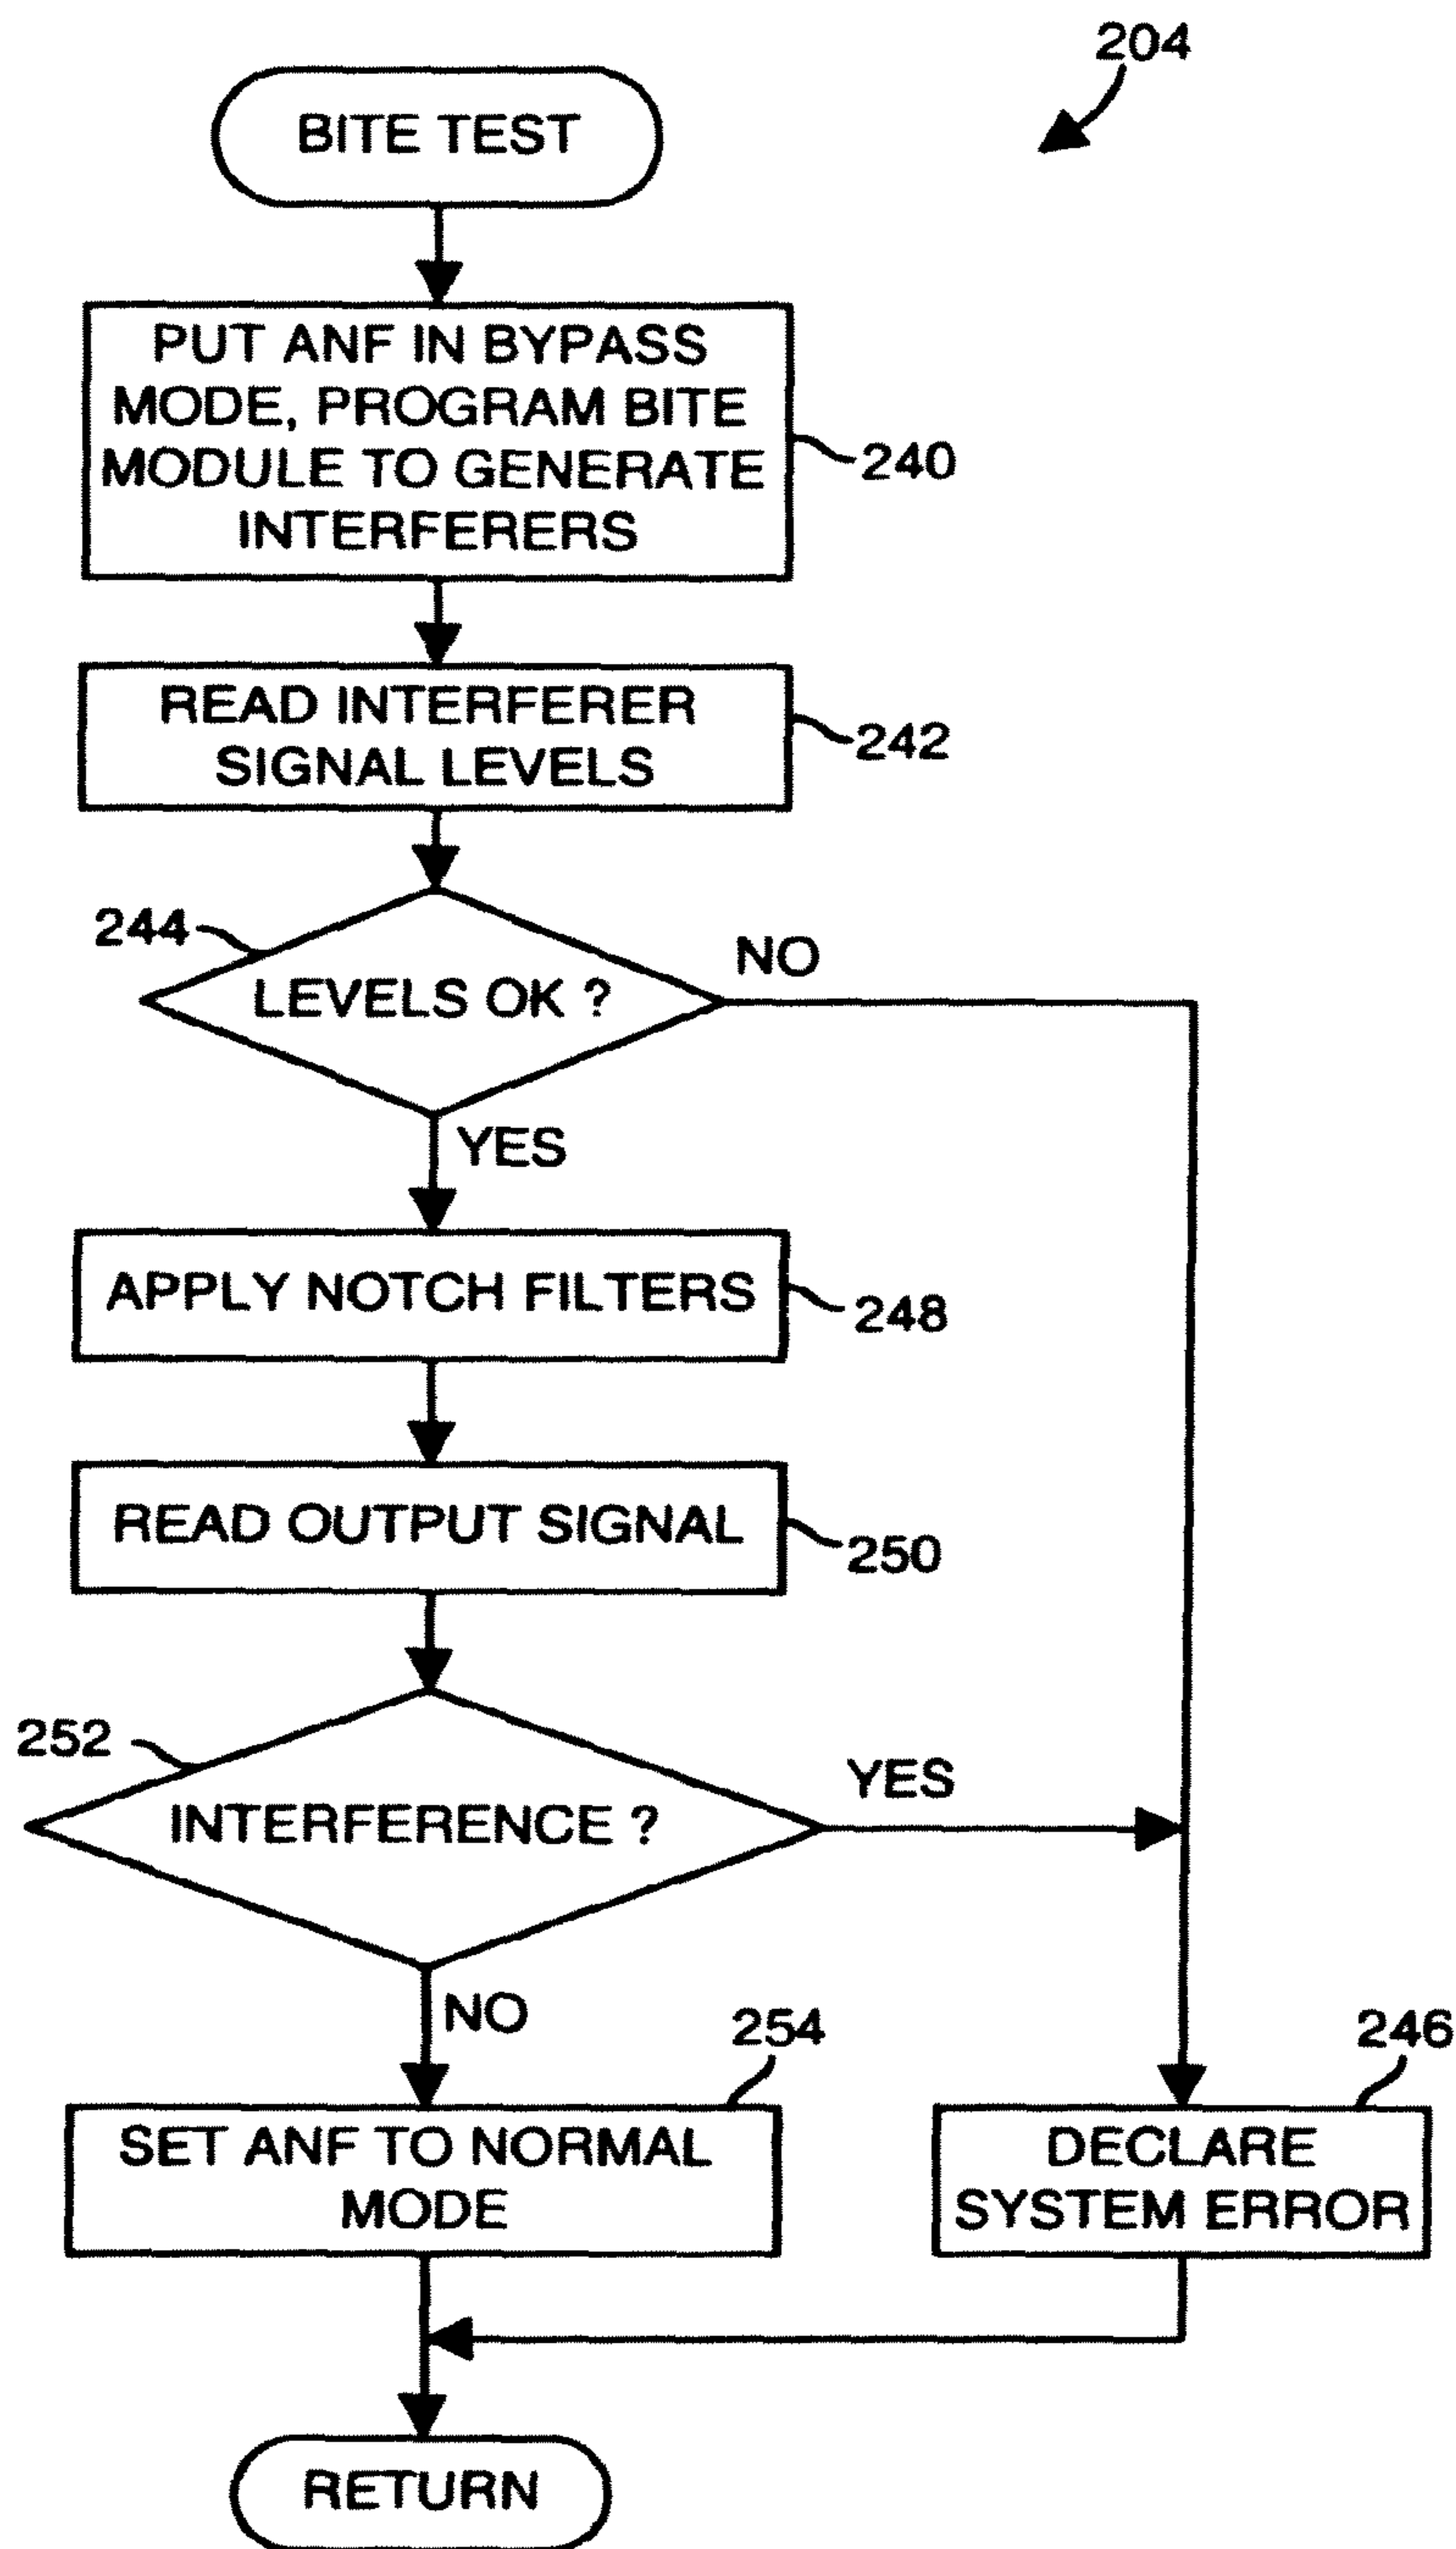 204
BITE TEST
PUT ANF IN BYPASS
MODE, PROGRAM BITE
MODULE TO GENERATE
INTERFERERS
240
READ INTERFERER
SIGNAL LEVELS
242
244
LEVELS OK ?
NO
YES
APPLY NOTCH FILTERS
248
READ OUTPUT SIGNAL
250
252
INTERFERENCE ?
YES
NO
254
246
SET ANF TO NORMAL
MODE
DECLARE
SYSTEM ERROR
RETURN